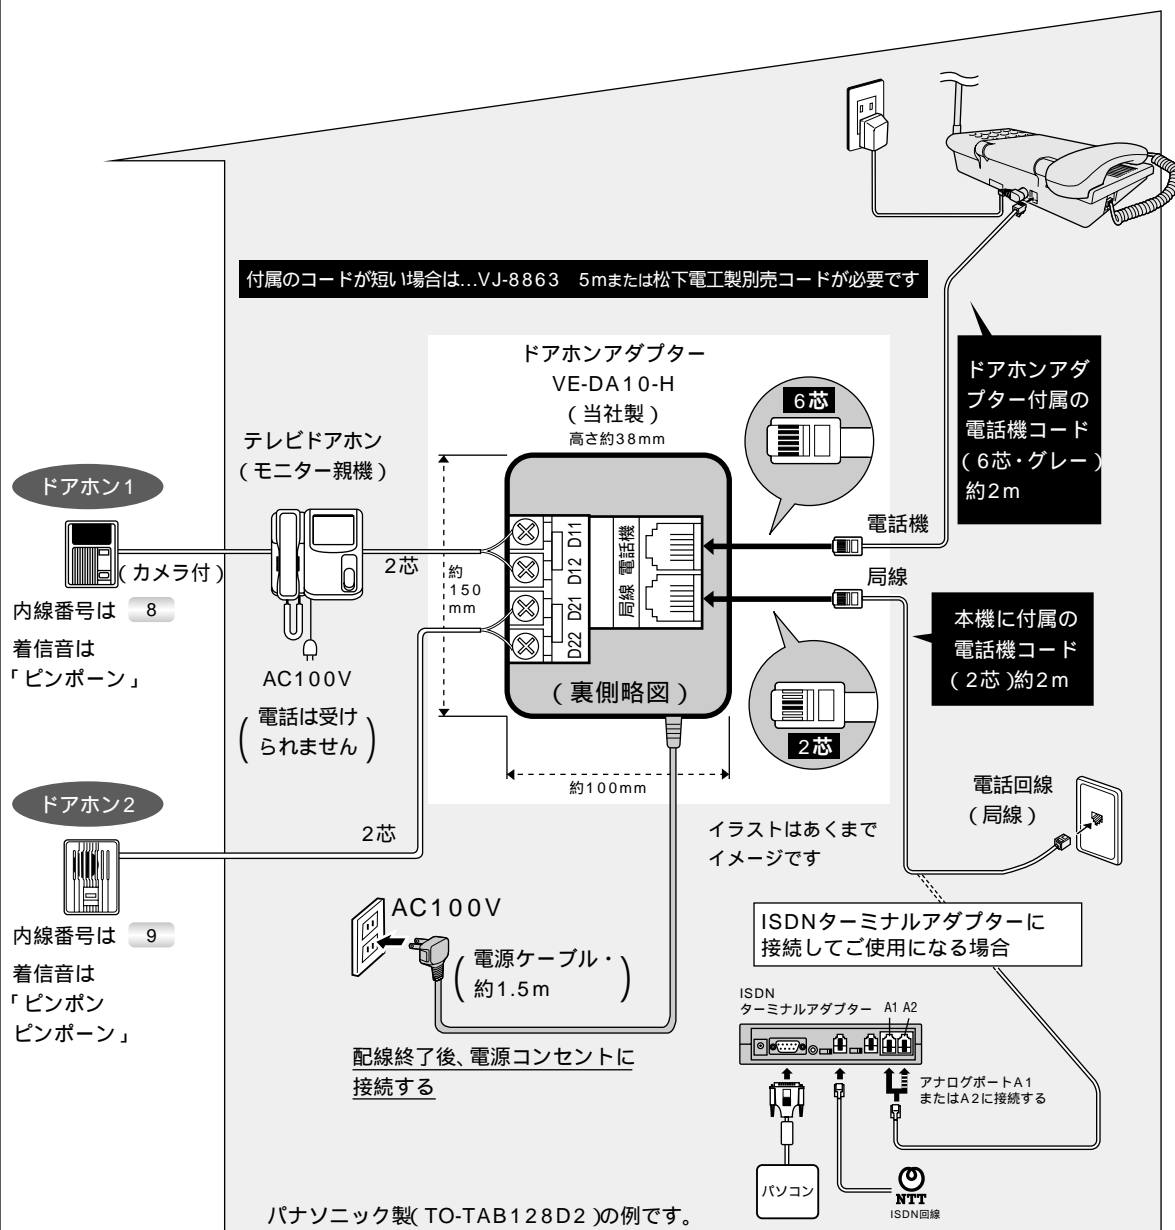 付属のコードが短い場合は…VJ-8863　5mまたは松下電工製別売コードが必要です
ドアホンアダプター
VE-DA10-H
（当社製）
高さ約38mm
6芯
ドアホンアダ
プター付属の
電話機コード
（6芯・グレー）
約2m
テレビドアホン
（モニター親機）
ドアホン1
（カメラ付）
内線番号は 8
着信音は
「ピンポーン」
AC100V
（電話は受け
られません）
2芯
約
150
mm
D11
D12
D21
D22
電話機
局線
（裏側略図）
約100mm
電話機
局線
2芯
本機に付属の
電話機コード
（2芯）約2m
ドアホン2
2芯
内線番号は 9
着信音は
「ピンポン
ピンポーン」
イラストはあくまで
イメージです
電話回線
（局線）
AC100V
（電源ケーブル・
約1.5m）
配線終了後、電源コンセントに
接続する
ISDNターミナルアダプターに
接続してご使用になる場合
ISDN
ターミナルアダプター
A1 A2
アナログポートA1
またはA2に接続する
パソコン
NTT
ISDN回線
パナソニック製（TO-TAB128D2）の例です。